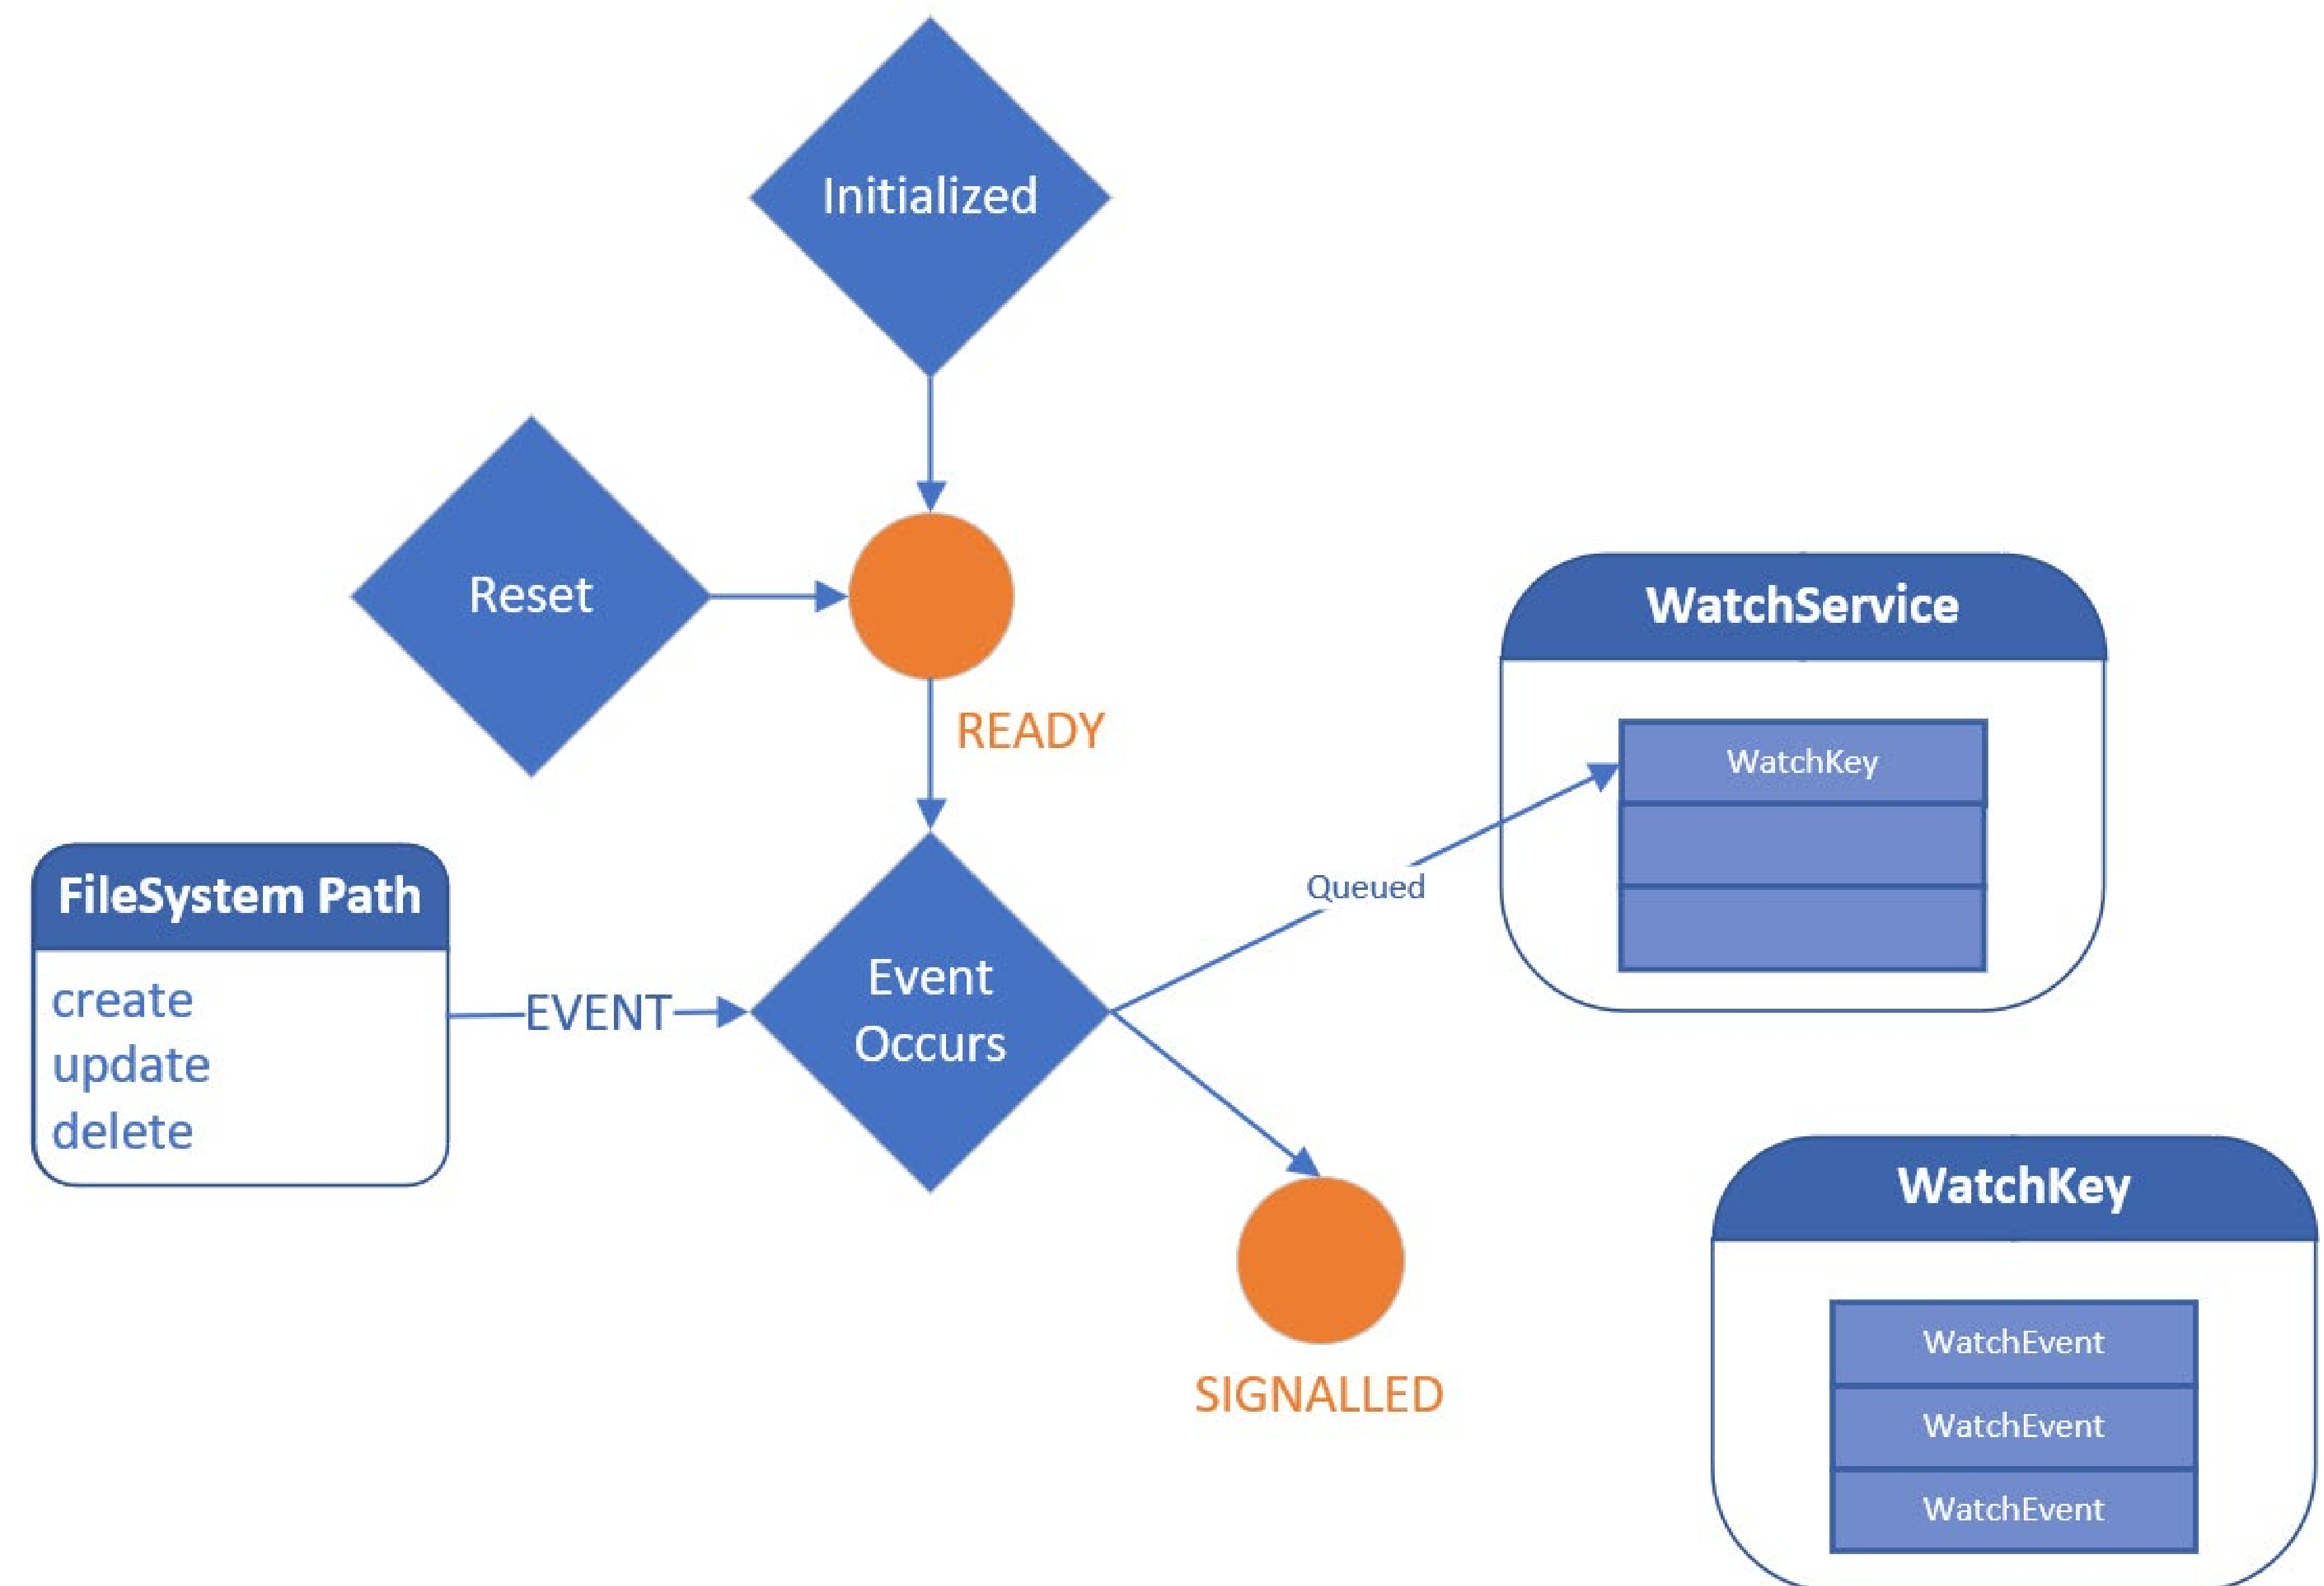 Initialized
Reset
READY
WatchService
WatchKey
FileSystem Path
create
update
delete
EVENT
Event
Occurs
Queued
SIGNALLED
WatchKey
WatchEvent
WatchEvent
WatchEvent